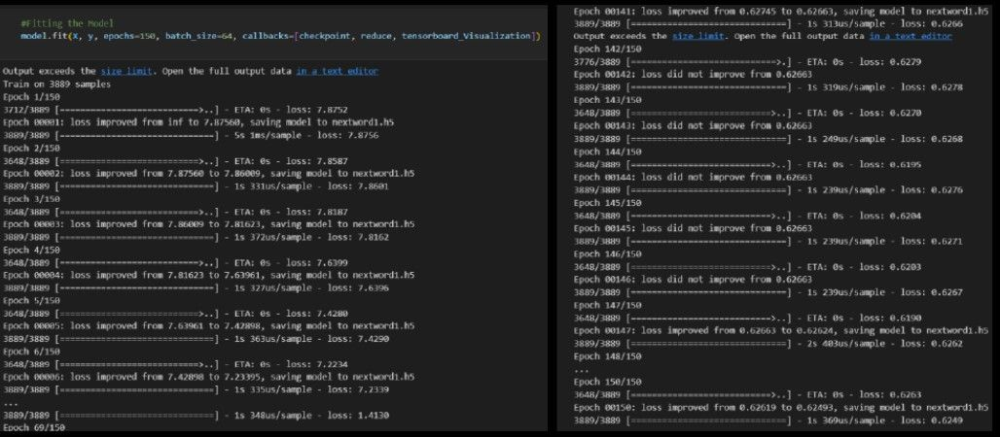 #Fitting the Model
model.fit(X, y, epochs=150, batch_size=64, callbacks=[checkpoint, reduce, tensorboard_Visualization])
Output exceeds the size limit. Open the full output data in a text editor
Train on 3889 samples
Epoch 1/150
3712/3889 [===========================>..] - ETA: 0s - loss: 7.8752
Epoch 00001: loss improved from inf to 7.87560, saving model to nextword1.h5
3889/3889 [==============================] - 5s 1ms/sample - loss: 7.8756
Epoch 2/150
3648/3889 [===========================>..] - ETA: 0s - loss: 7.8587
Epoch 00002: loss improved from 7.87560 to 7.86009, saving model to nextword1.h5
3889/3889 [==============================] - 1s 331us/sample - loss: 7.8601
Epoch 3/150
3648/3889 [===========================>..] - ETA: 0s - loss: 7.8187
Epoch 00003: loss improved from 7.86009 to 7.81623, saving model to nextword1.h5
3889/3889 [==============================] - 1s 372us/sample - loss: 7.8162
Epoch 4/150
3648/3889 [===========================>..] - ETA: 0s - loss: 7.6399
Epoch 00004: loss improved from 7.81623 to 7.63961, saving model to nextword1.h5
3889/3889 [==============================] - 1s 327us/sample - loss: 7.6396
Epoch 5/150
3648/3889 [===========================>..] - ETA: 0s - loss: 7.4280
Epoch 00005: loss improved from 7.63961 to 7.42898, saving model to nextword1.h5
3889/3889 [==============================] - 1s 363us/sample - loss: 7.4290
Epoch 6/150
3648/3889 [===========================>..] - ETA: 0s - loss: 7.2234
Epoch 00006: loss improved from 7.42898 to 7.23395, saving model to nextword1.h5
3889/3889 [==============================] - 1s 335us/sample - loss: 7.2339
...
3889/3889 [==============================] - 1s 348us/sample - loss: 1.4130
Epoch 69/150
Epoch 00141: loss improved from 0.62745 to 0.62663, saving model to nextword1.h5
3889/3889 [==============================] - 1s 313us/sample - loss: 0.6266
Output exceeds the size limit. Open the full output data in a text editor
Epoch 142/150
3776/3889 [============================>.] - ETA: 0s - loss: 0.6279
Epoch 00142: loss did not improve from 0.62663
3889/3889 [==============================] - 1s 319us/sample - loss: 0.6278
Epoch 143/150
3648/3889 [===========================>..] - ETA: 0s - loss: 0.6270
Epoch 00143: loss did not improve from 0.62663
3889/3889 [==============================] - 1s 249us/sample - loss: 0.6268
Epoch 144/150
3648/3889 [===========================>..] - ETA: 0s - loss: 0.6195
Epoch 00144: loss did not improve from 0.62663
3889/3889 [==============================] - 1s 239us/sample - loss: 0.6276
Epoch 145/150
3648/3889 [===========================>..] - ETA: 0s - loss: 0.6204
Epoch 00145: loss did not improve from 0.62663
3889/3889 [==============================] - 1s 239us/sample - loss: 0.6271
Epoch 146/150
3648/3889 [===========================>..] - ETA: 0s - loss: 0.6203
Epoch 00146: loss did not improve from 0.62663
3889/3889 [==============================] - 1s 239us/sample - loss: 0.6267
Epoch 147/150
3648/3889 [===========================>..] - ETA: 0s - loss: 0.6190
Epoch 00147: loss improved from 0.62663 to 0.62624, saving model to nextword1.h5
3889/3889 [==============================] - 2s 403us/sample - loss: 0.6262
Epoch 148/150
...
Epoch 150/150
3648/3889 [===========================>..] - ETA: 0s - loss: 0.6263
Epoch 00150: loss improved from 0.62619 to 0.62493, saving model to nextword1.h5
3889/3889 [==============================] - 1s 369us/sample - loss: 0.6249